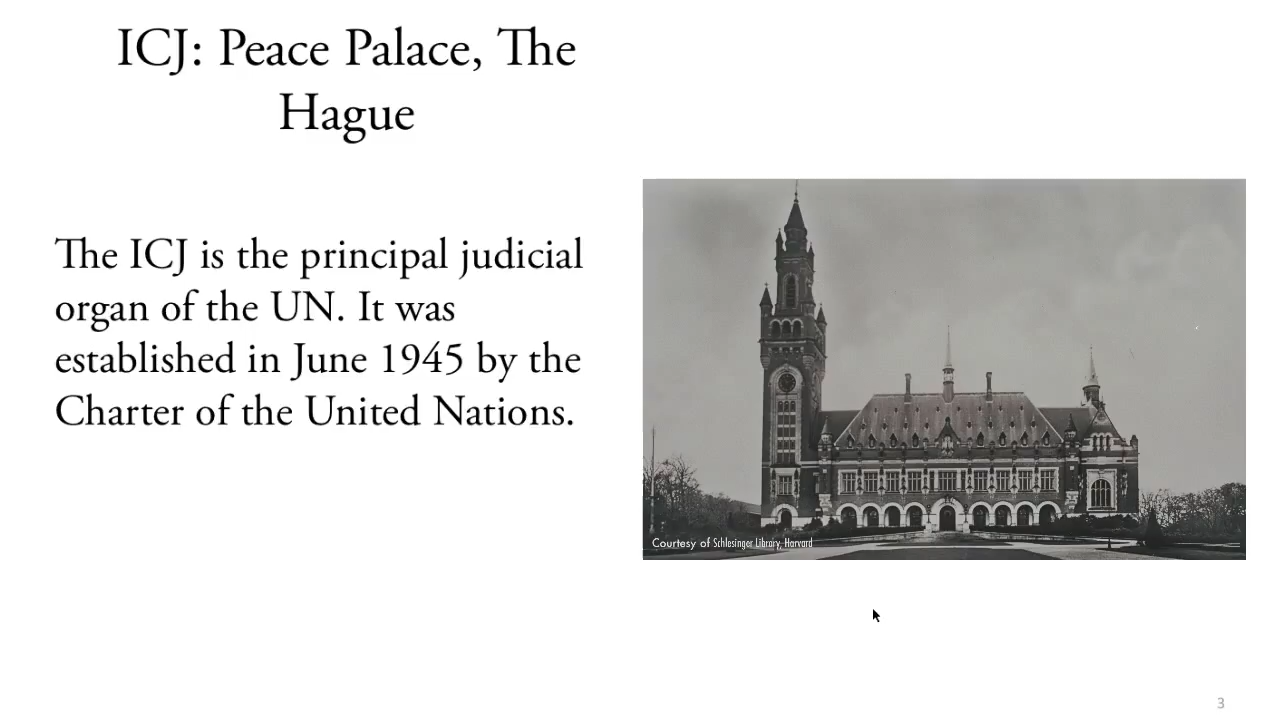 ICJ: Peace Palace, The
Hague
The ICJ is the principal judicial
organ of the UN. It was
established in June 1945 by the
Charter of the United Nations.
Courtesy of Schlesinger Library, Harvard
3